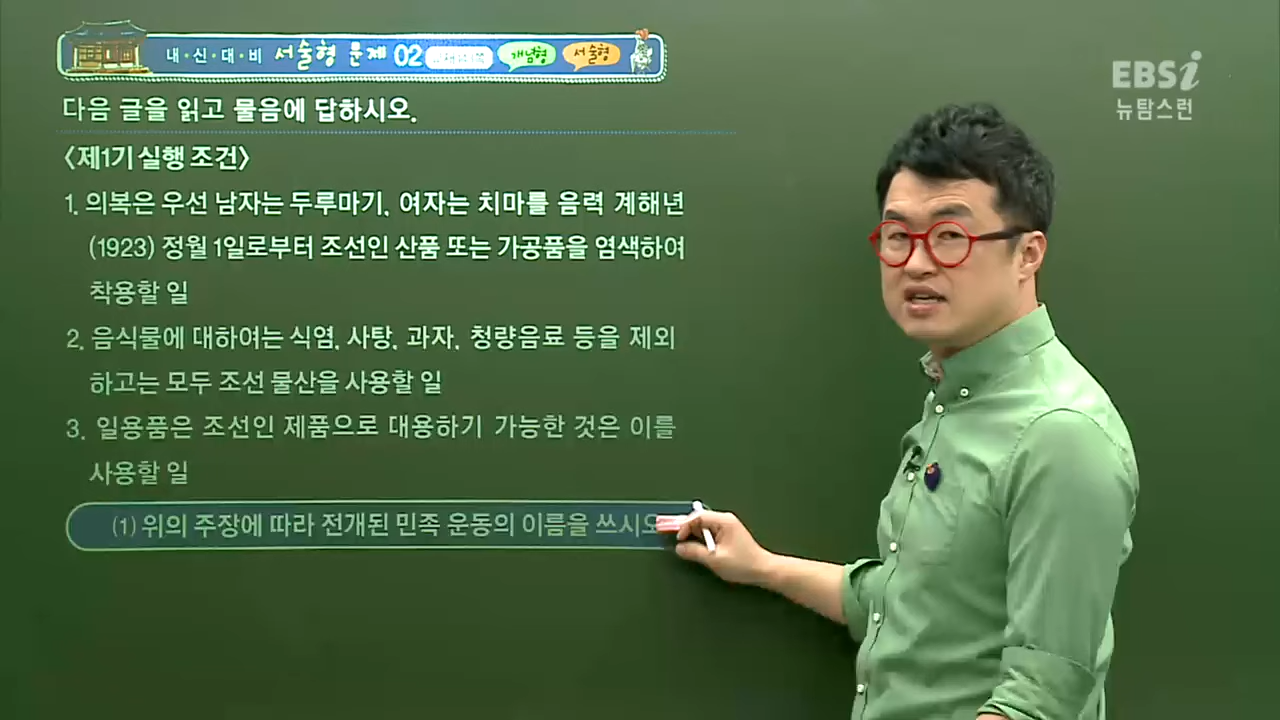 내·신·대·비 서술형 문제 02 개념형 서술형
EBSi
뉴탐스런
다음 글을 읽고 물음에 답하시오.
<제1기 실행 조건>
1. 의복은 우선 남자는 두루마기, 여자는 치마를 음력 계해년
(1923) 정월 1일로부터 조선인 산품 또는 가공품을 염색하여
착용할 일
2. 음식물에 대하여는 식염, 사탕, 과자, 청량음료 등을 제외
하고는 모두 조선 물산을 사용할 일
3. 일용품은 조선인 제품으로 대용하기 가능한 것은 이를
사용할 일
(1) 위의 주장에 따라 전개된 민족 운동의 이름을 쓰시오